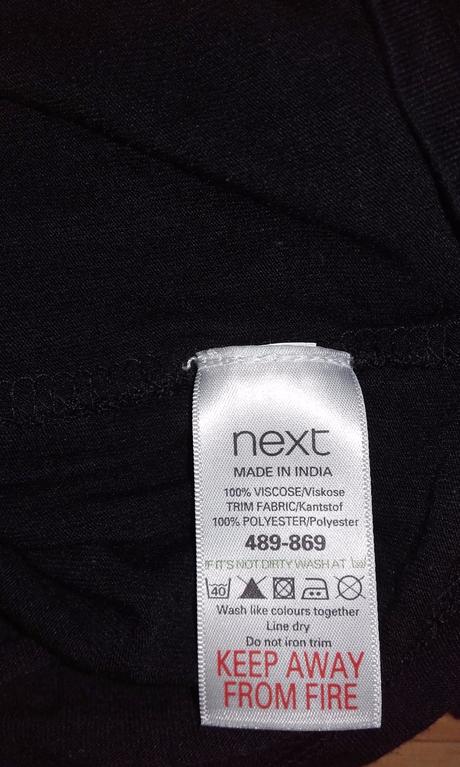 next
MADE IN INDIA
100% VISCOSE/Viskose
TRIM FABRIC/Kantstof
100% POLYESTER/Polyester
489-869
IF IT'S NOT DIRTY WASH AT 30
40
Wash like colours together
Line dry
Do not iron trim
KEEP AWAY
FROM FIRE